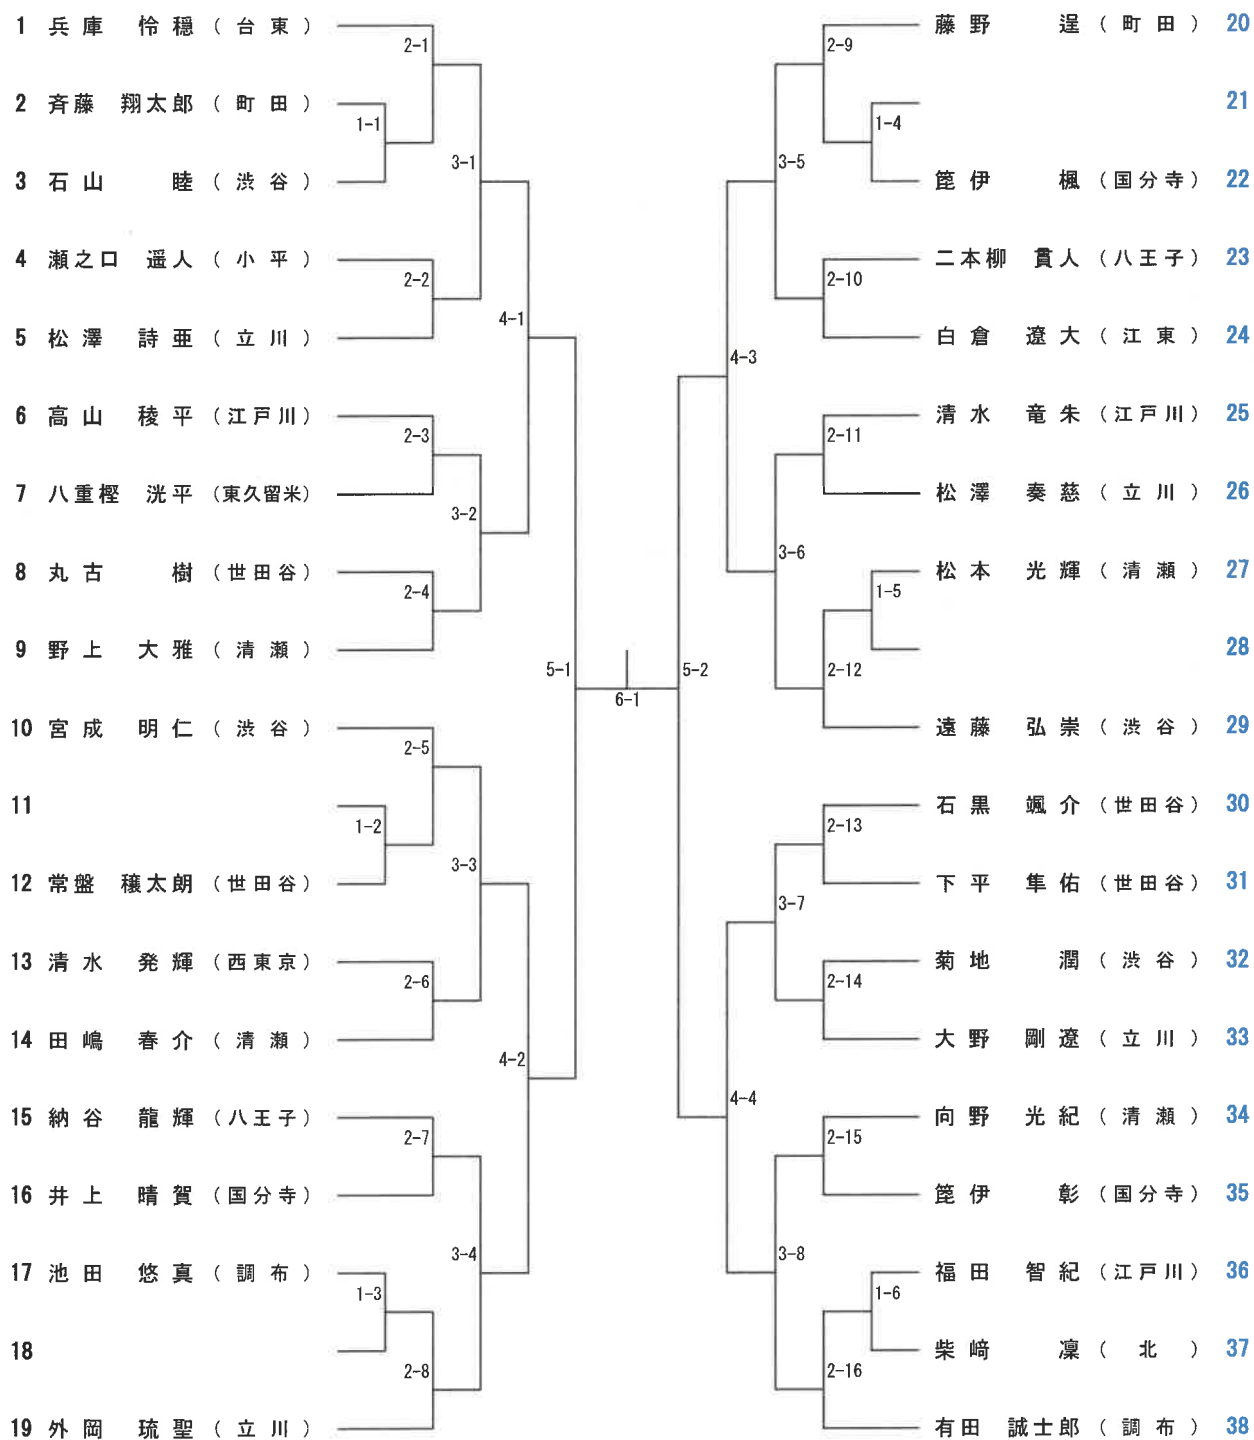 1 兵庫 怜穏 (台東)
2-1
2 斉藤 翔太郎 (町田)
1-1
3-1
3 石山 睦 (渋谷)
4 瀬之口 遥人 (小平)
2-2
4-1
5 松澤 詩亜 (立川)
6 高山 稜平 (江戸川)
2-3
7 八重樫 洸平 (東久留米)
3-2
8 丸古 樹 (世田谷)
2-4
9 野上 大雅 (清瀬)
5-1
10 宮成 明仁 (渋谷)
2-5
11
1-2
3-3
12 常盤 穣太朗 (世田谷)
13 清水 発輝 (西東京)
2-6
14 田嶋 春介 (清瀬)
4-2
15 納谷 龍輝 (八王子)
2-7
16 井上 晴賀 (国分寺)
3-4
17 池田 悠真 (調布)
1-3
18
2-8
19 外岡 琉聖 (立川)
6-1
藤野 逞 (町田) 20
2-9
21
1-4
3-5
篦伊 楓 (国分寺) 22
二本柳 貫人 (八王子) 23
2-10
白倉 遼大 (江東) 24
4-3
清水 竜朱 (江戸川) 25
2-11
松澤 奏慈 (立川) 26
3-6
松本 光輝 (清瀬) 27
1-5
28
2-12
5-2
遠藤 弘崇 (渋谷) 29
石黒 颯介 (世田谷) 30
2-13
下平 隼佑 (世田谷) 31
3-7
菊地 潤 (渋谷) 32
2-14
大野 剛遼 (立川) 33
4-4
向野 光紀 (清瀬) 34
2-15
篦伊 彰 (国分寺) 35
3-8
福田 智紀 (江戸川) 36
1-6
柴﨑 凜 (北) 37
2-16
有田 誠士郎 (調布) 38